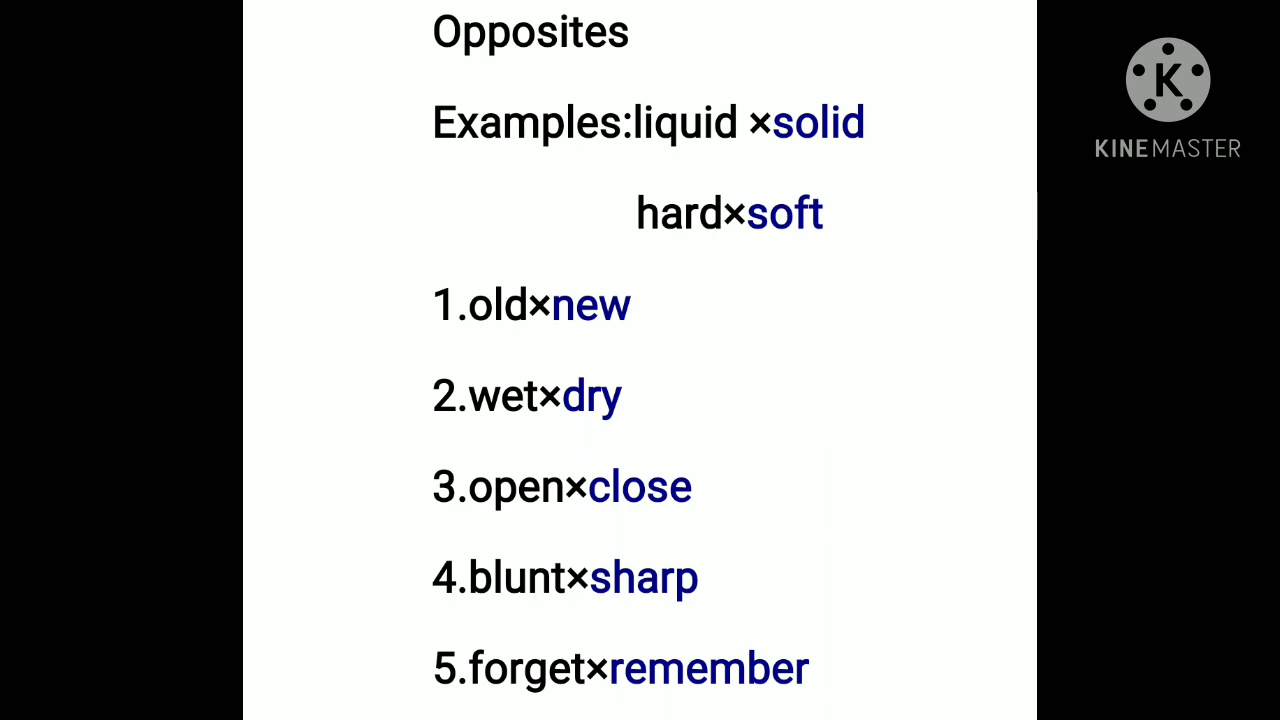 Opposites
Examples:liquid ×solid
hard×soft
1.old×new
2.wet×dry
3.open×close
4.blunt×sharp
5.forget×remember
K
KINEMASTER